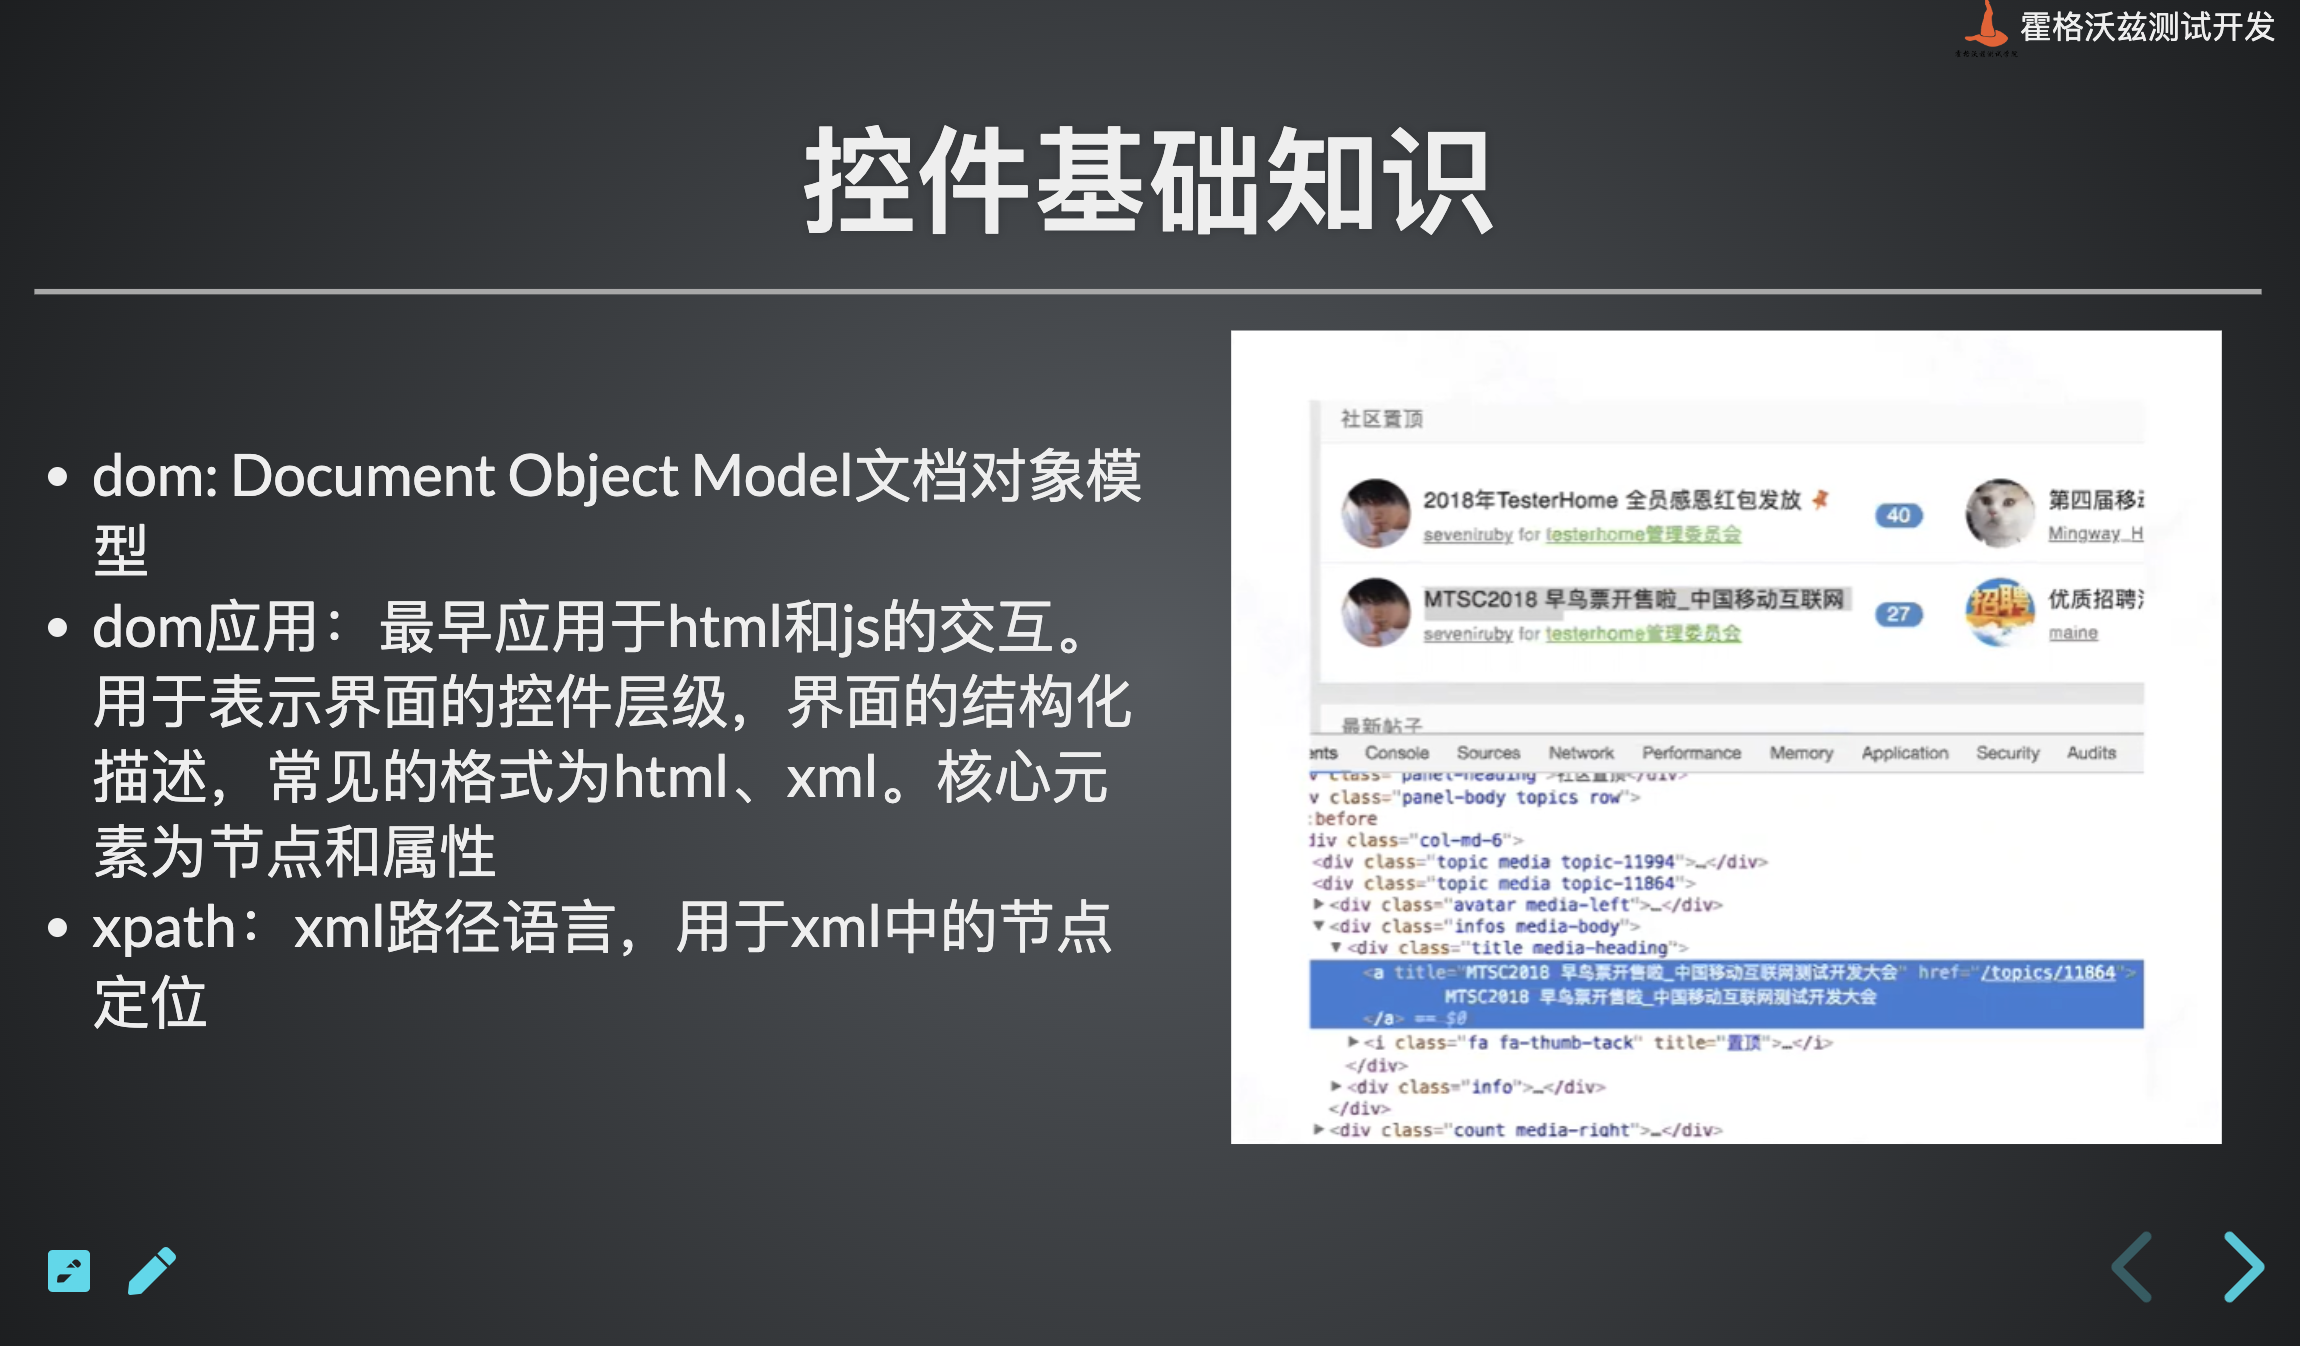 霍格沃兹测试开发
控件基础知识
dom: Document Object Model文档对象模
型
dom应用：最早应用于html和js的交互。
用于表示界面的控件层级，界面的结构化
描述，常见的格式为html、xml。核心元
素为节点和属性
xpath：xml路径语言，用于xml中的节点
定位
社区置顶
2018年TesterHome 全员感恩红包发放
seveniruby for testerhome管理委员会
40
第四届移动
Mingway_H
MTSC2018 早鸟票开售啦_中国移动互联网
seveniruby for testerhome管理委员会
27
招聘
优质招聘
maine
最新帖子
ents Console Sources Network Performance Memory Application Security Audits
v class="panel-heading">社区置顶</div>
v class="panel-body topics row">
:before
div class="col-md-6">
<div class="topic media topic-11994">…</div>
<div class="topic media topic-11864">
▶<div class="avatar media-left">…</div>
▼<div class="infos media-body">
▼<div class="title media-heading">
<a title="MTSC2018 早鸟票开售啦_中国移动互联网测试开发大会" href="/topics/11864">
MTSC2018 早鸟票开售啦_中国移动互联网测试开发大会
</a> == $0
▶<i class="fa fa-thumb-tack" title="置顶">…</i>
</div>
▶<div class="info">…</div>
</div>
▶<div class="count media-right">…</div>